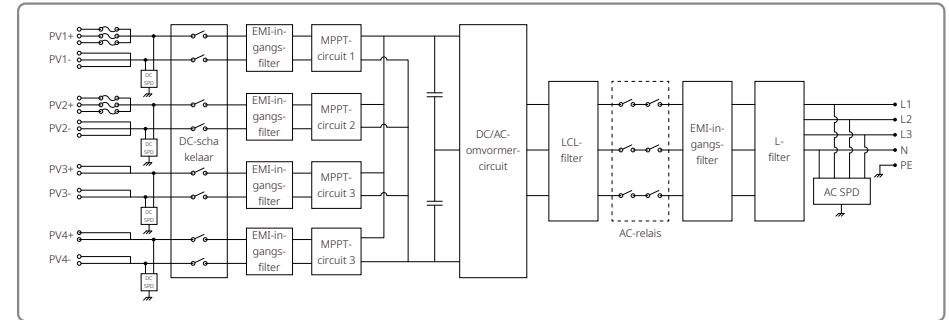 PV1+
PV1-
DC
SPD
PV2+
PV2-
DC
SPD
PV3+
PV3-
DC
SPD
PV4+
PV4-
DC
SPD
DC-scha
kelaar
EMI-in-
gangs-
filter
MPPT-
circuit 1
EMI-in-
gangs-
filter
MPPT-
circuit 2
EMI-in-
gangs-
filter
MPPT-
circuit 3
EMI-in-
gangs-
filter
MPPT-
circuit 3
DC/AC-
omvormer-
circuit
LCL-
filter
AC-relais
EMI-in-
gangs-
filter
L-
filter
L1
L2
L3
N
PE
AC SPD